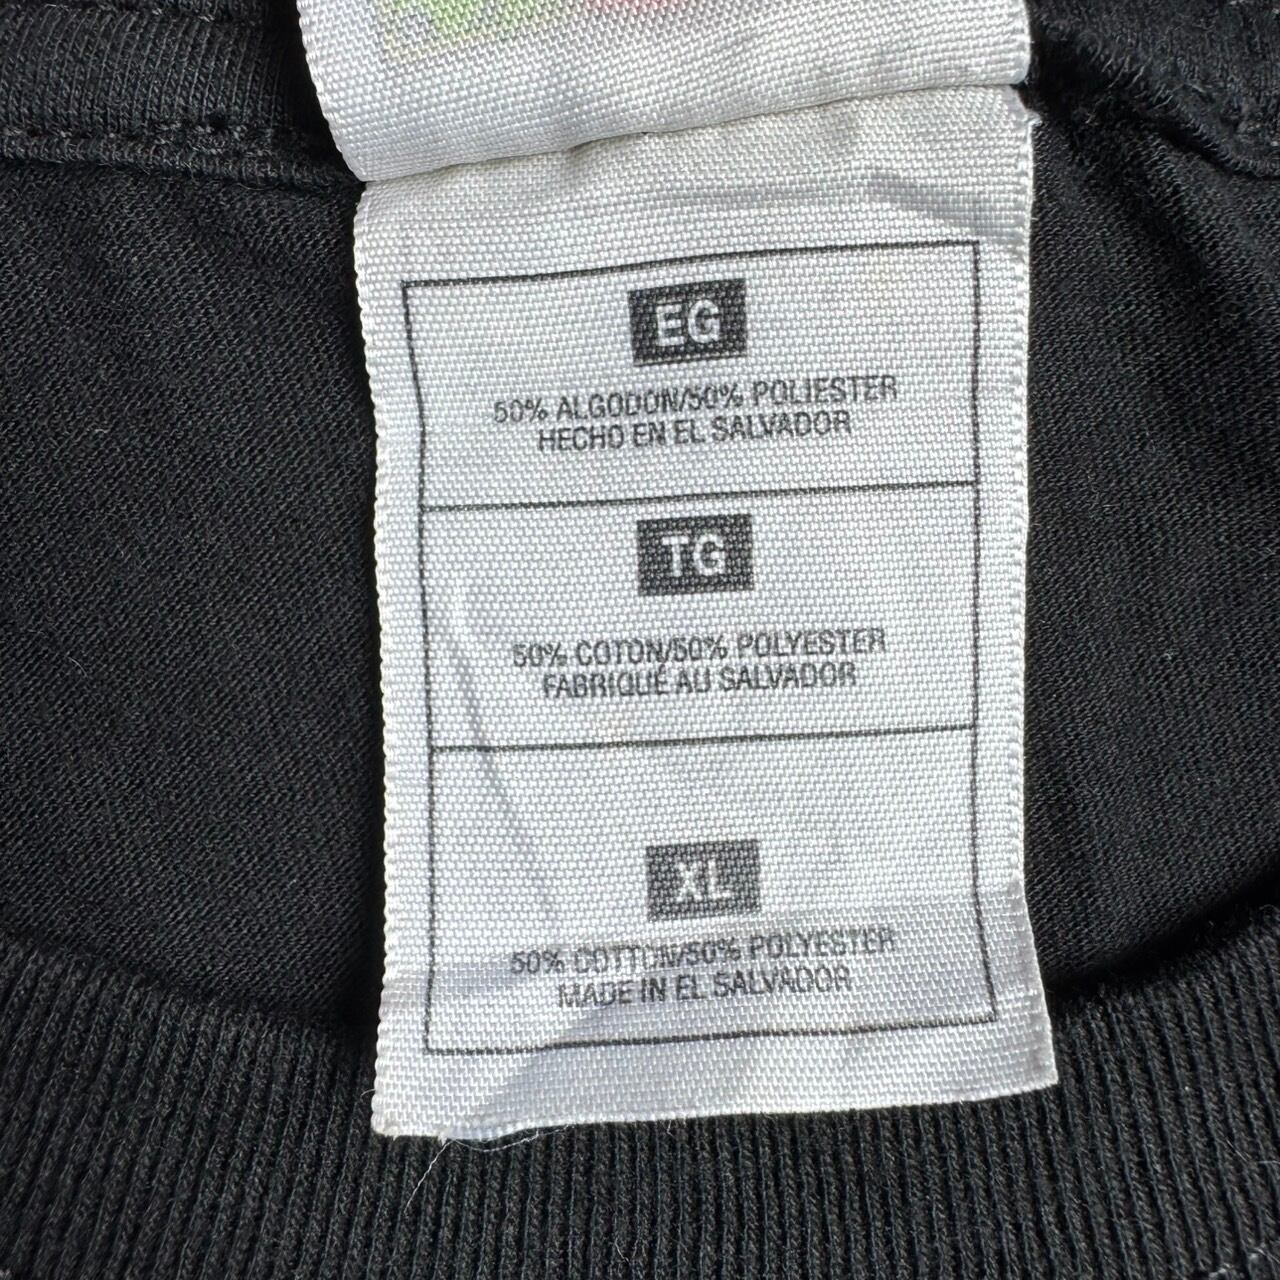 EG
50% ALGODON/50% POLIESTER
HECHO EN EL SALVADOR
TG
50% COTON/50% POLYESTER
FABRIQUÉ AU SALVADOR
XL
50% COTTON/50% POLYESTER
MADE IN EL SALVADOR